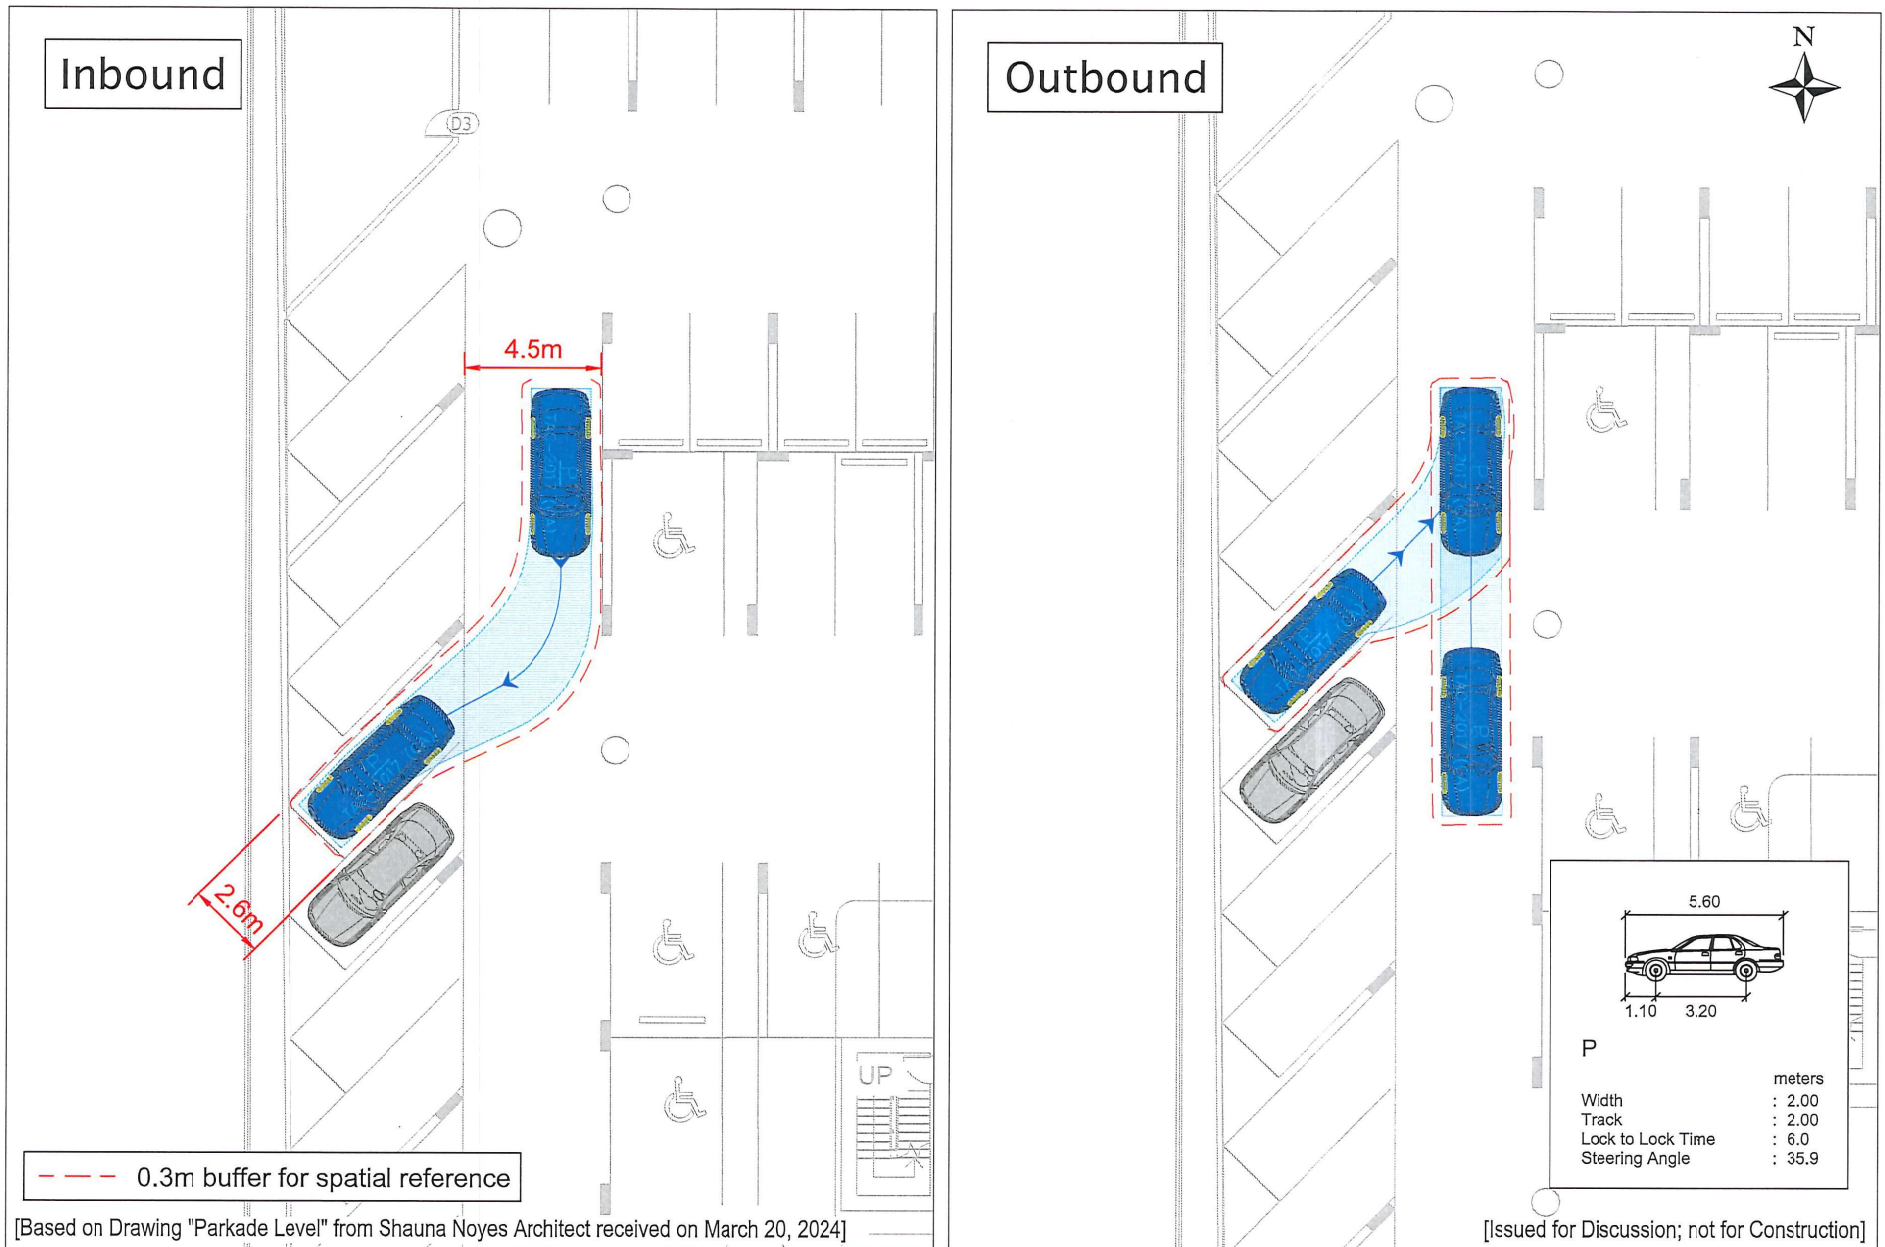 Inbound
D3
4.5m
2.6m
UP
0.3m buffer for spatial reference
[Based on Drawing "Parkade Level" from Shauna Noyes Architect received on March 20, 2024]
Outbound
N
5.60
1.10 3.20
P
meters
Width : 2.00
Track : 2.00
Lock to Lock Time : 6.0
Steering Angle : 35.9
[Issued for Discussion; not for Construction]